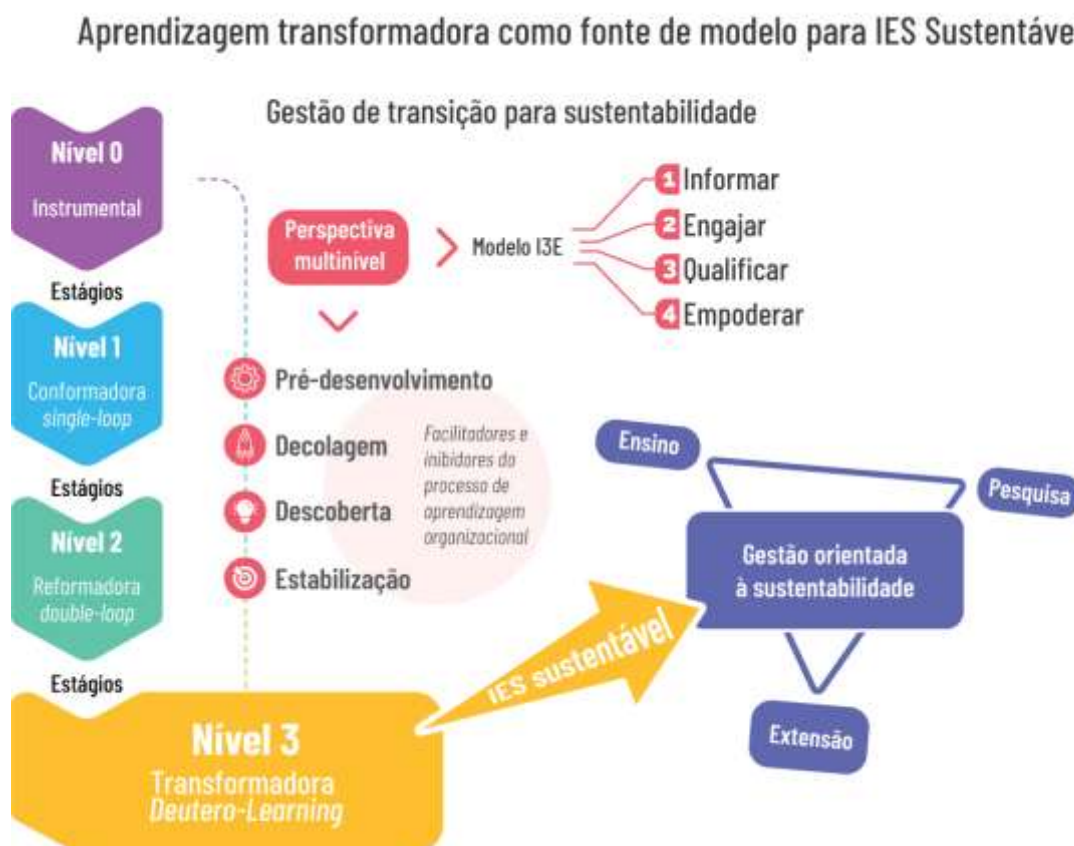 Aprendizagem transformadora como fonte de modelo para IES Sustentáve
Gestão de transição para sustentabilidade
Nível 0
Instrumental
Estágios
Nível 1
Conformadora
single-loop
Estágios
Nível 2
Reformadora
double-loop
Estágios
Nível 3
Transformadora
Deutero-Learning
Perspectiva
multinível
Modelo I3E
1 Informar
2 Engajar
3 Qualificar
4 Empoderar
Pré-desenvolvimento
Decolagem
Descoberta
Estabilização
Facilitadores e
inibidores do
processo de
aprendizagem
organizacional
IES sustentável
Ensino
Pesquisa
Gestão orientada
à sustentabilidade
Extensão